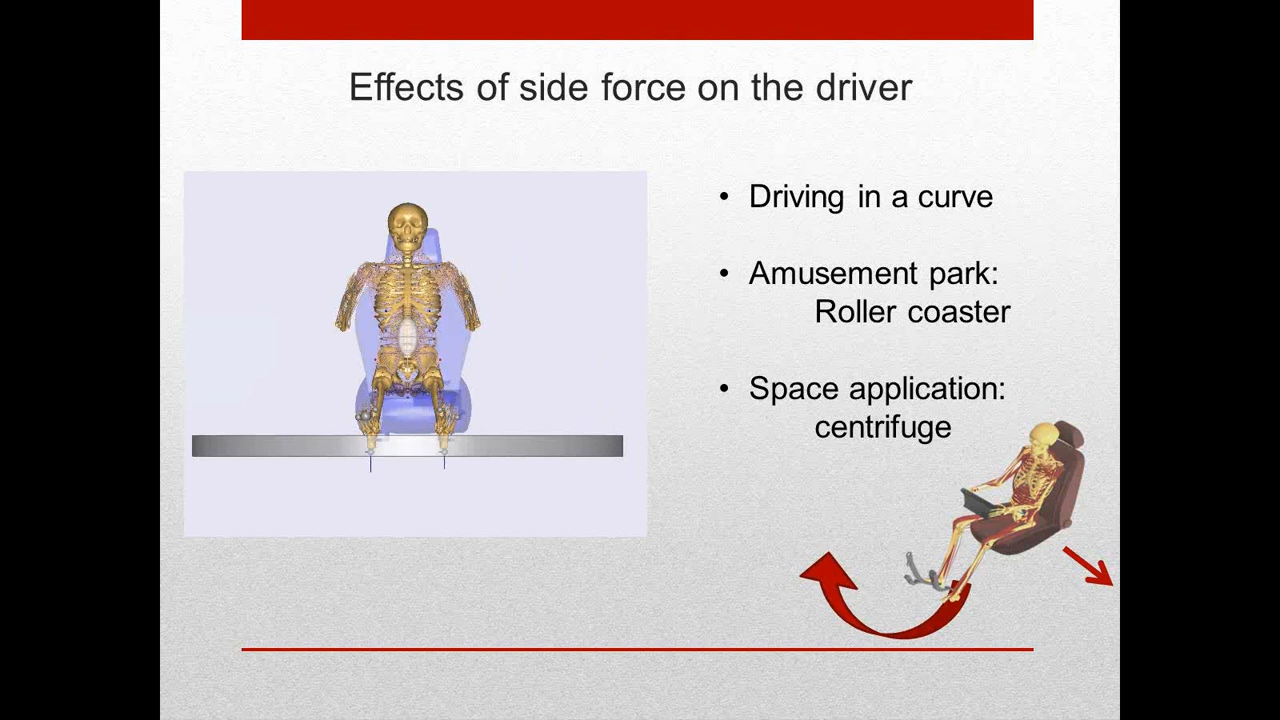 Effects of side force on the driver
• Driving in a curve
• Amusement park:
Roller coaster
• Space application:
centrifuge